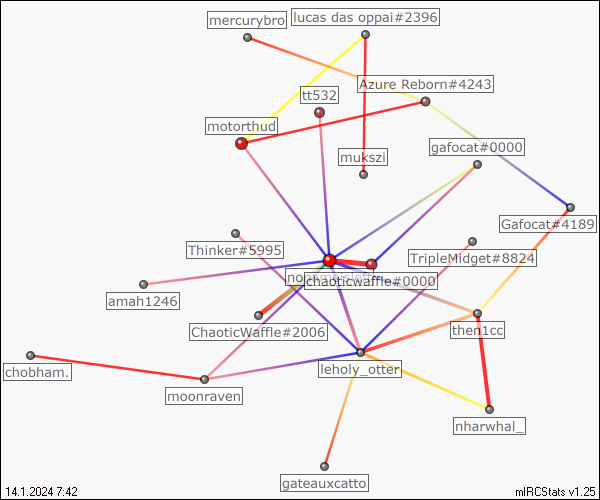 lucas das oppai#2396
mercurybro
Azure Reborn#4243
tt532
motorthud
gafocat#0000
mukszi
Gafocat#4189
Thinker#5995
TripleMidget#8824
chaoticwaffle#0000
amah1246
ChaoticWaffle#2006
then1cc
leholy_otter
chobham.
moonraven
nharwhal_
gateauxcatto
14.1.2024 7:42
mIRCStats v1.25